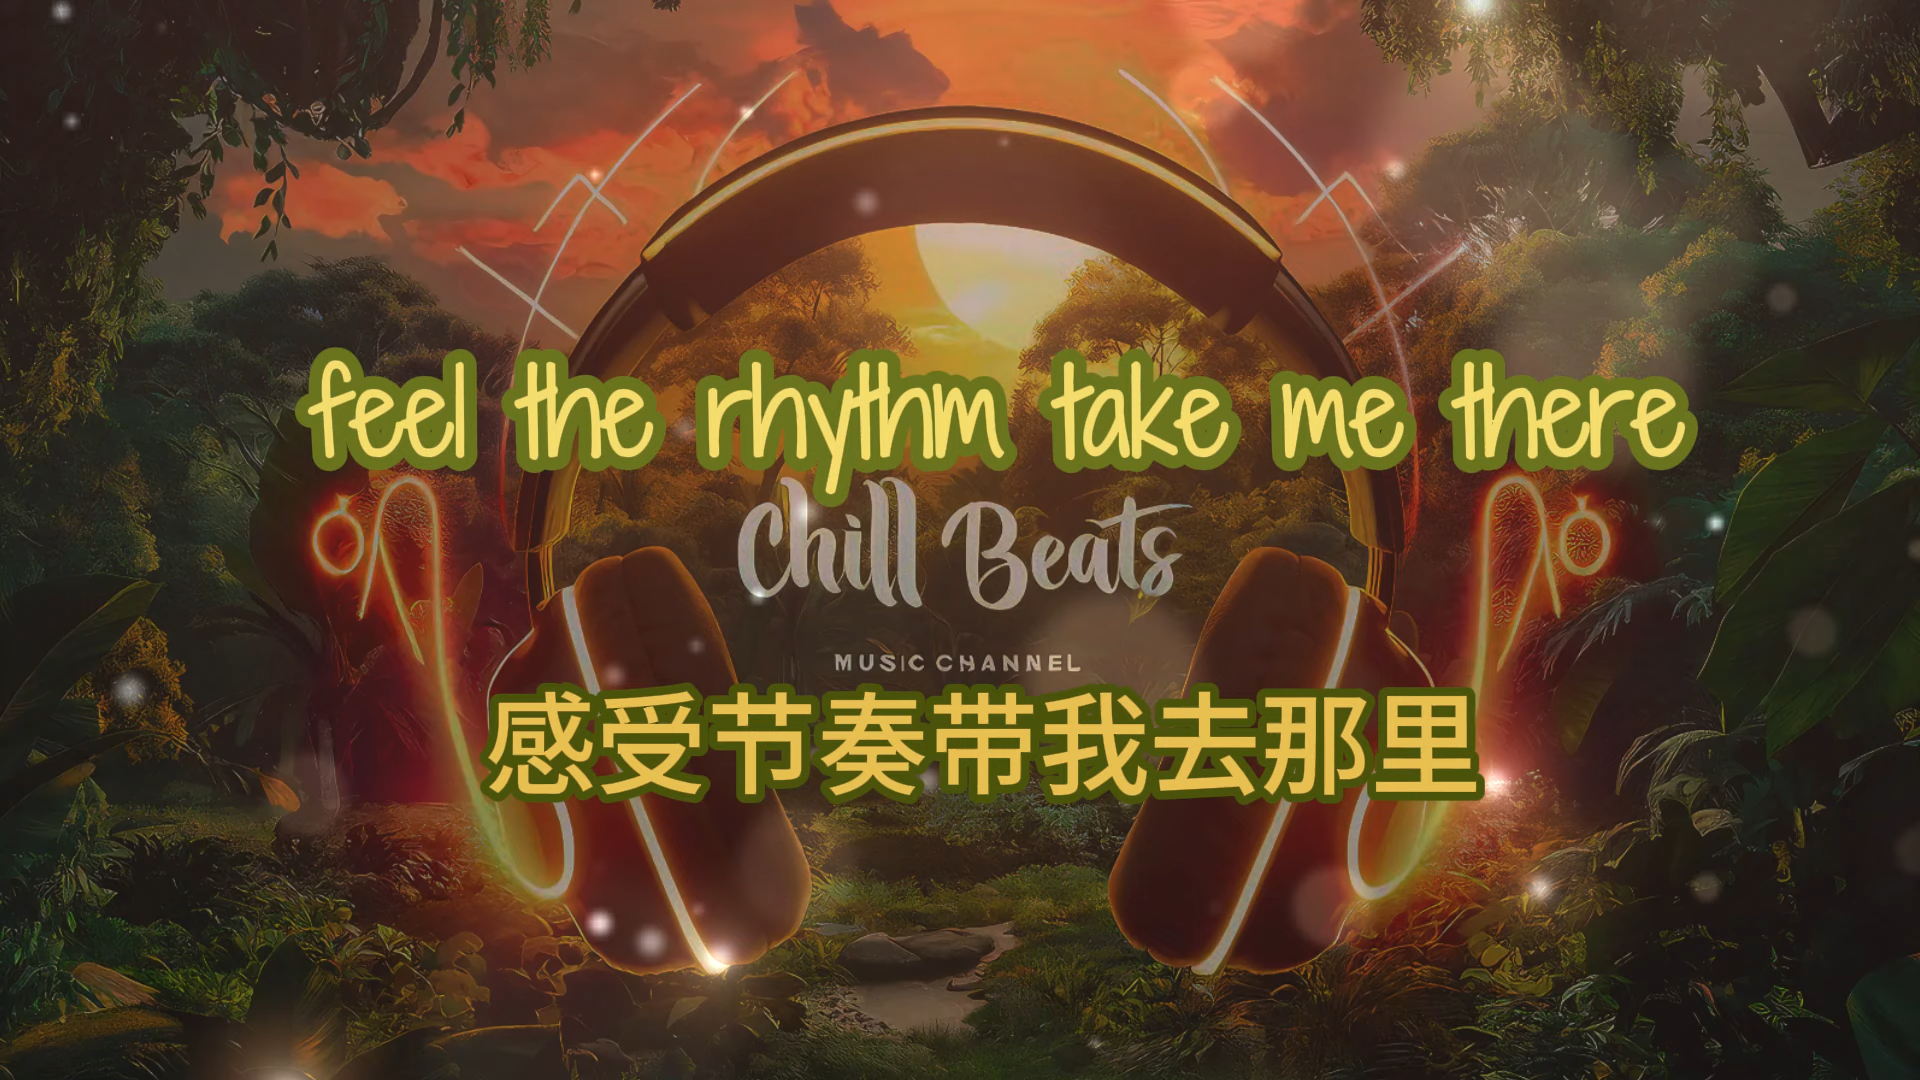 feel the rhythm take me there
Chill Beats
MUSIC CHANNEL
感受节奏带我去那里